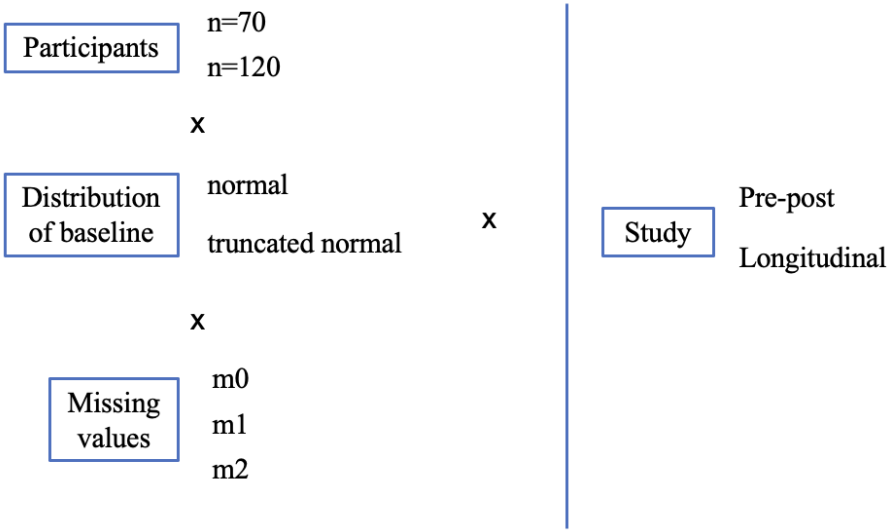 Participants
n=70
n=120
x
Distribution
of baseline
normal
truncated normal
x
Missing
values
m0
m1
m2
x
Study
Pre-post
Longitudinal